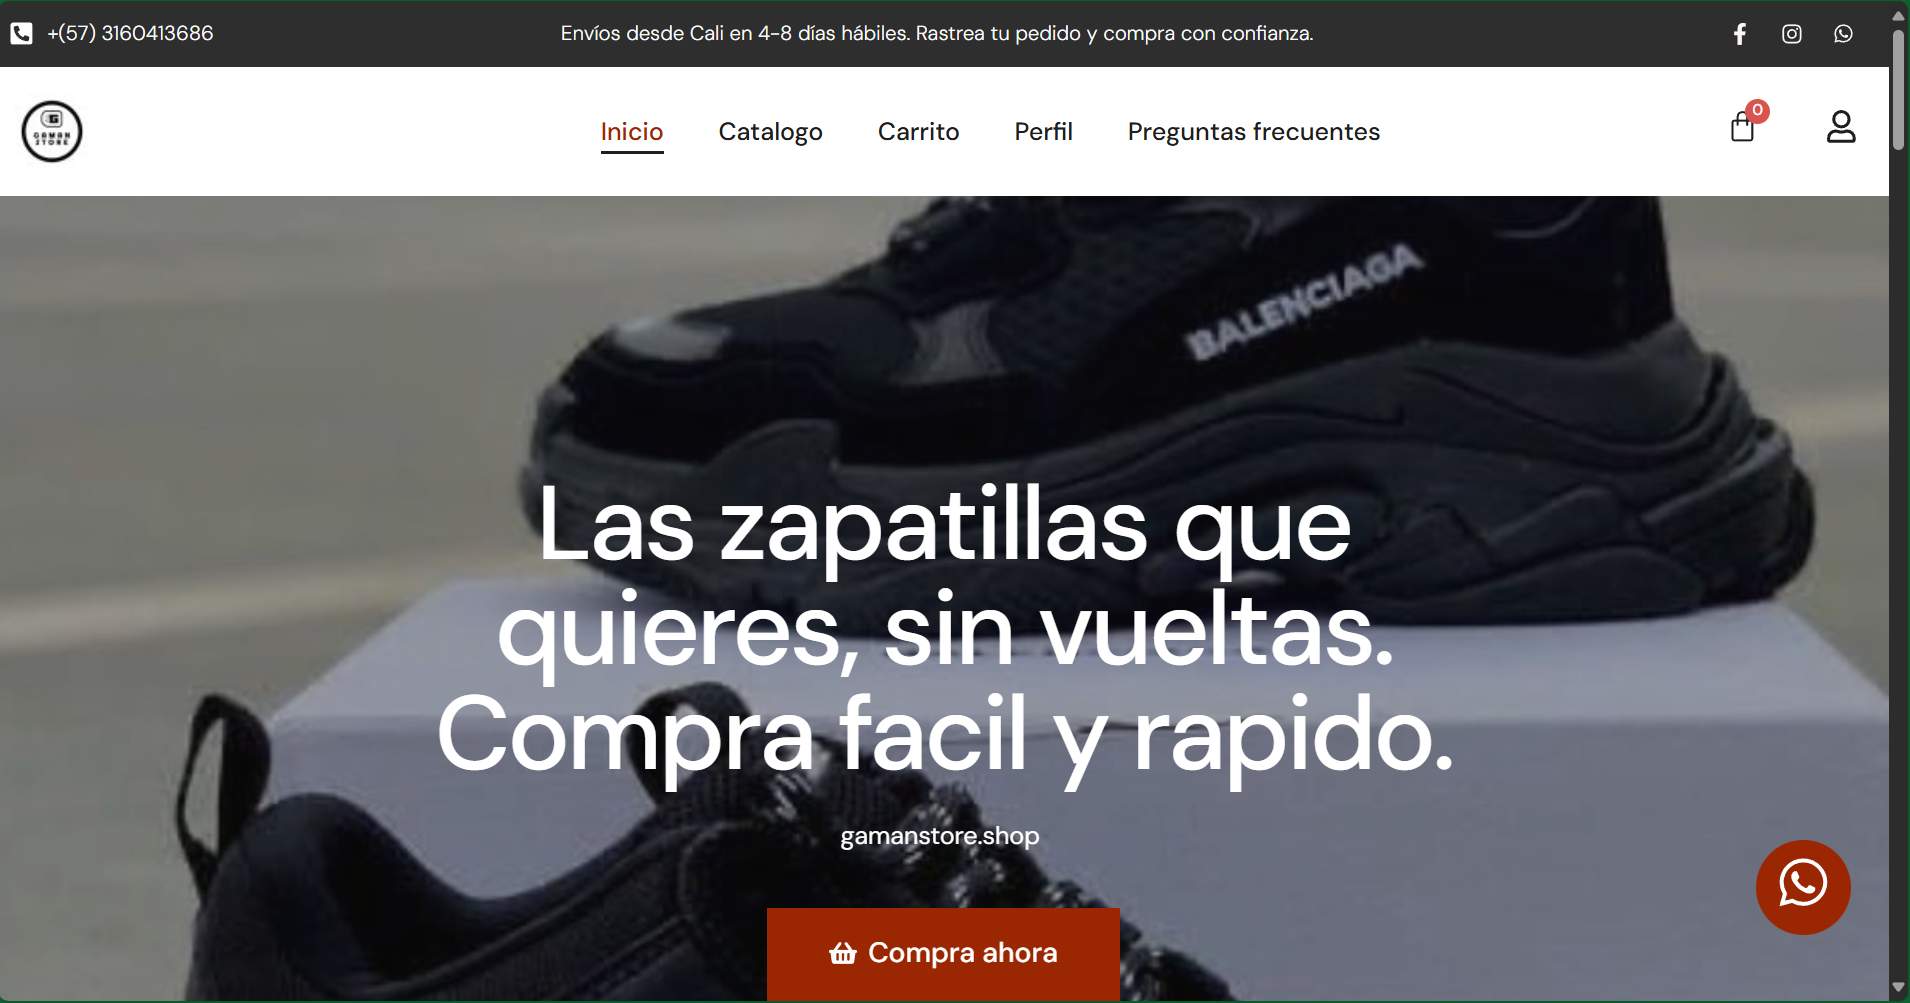 +(57) 3160413686
Envíos desde Cali en 4-8 días hábiles. Rastrea tu pedido y compra con confianza.
GAMAN
STORE
Inicio
Catalogo
Carrito
Perfil
Preguntas frecuentes
0
BALENCIAGA
Las zapatillas que
quieres, sin vueltas.
Compra facil y rapido.
gamanstore.shop
Compra ahora